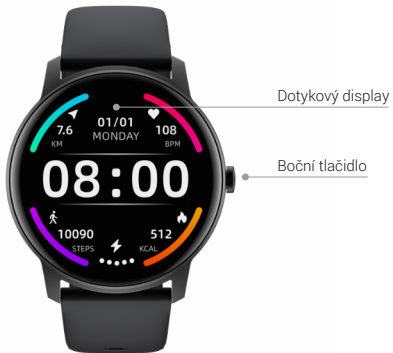 Dotykový display
01/01
MONDAY
7.6
KM
108
BPM
08:00
Boční tlačidlo
10090
STEPS
512
KCAL